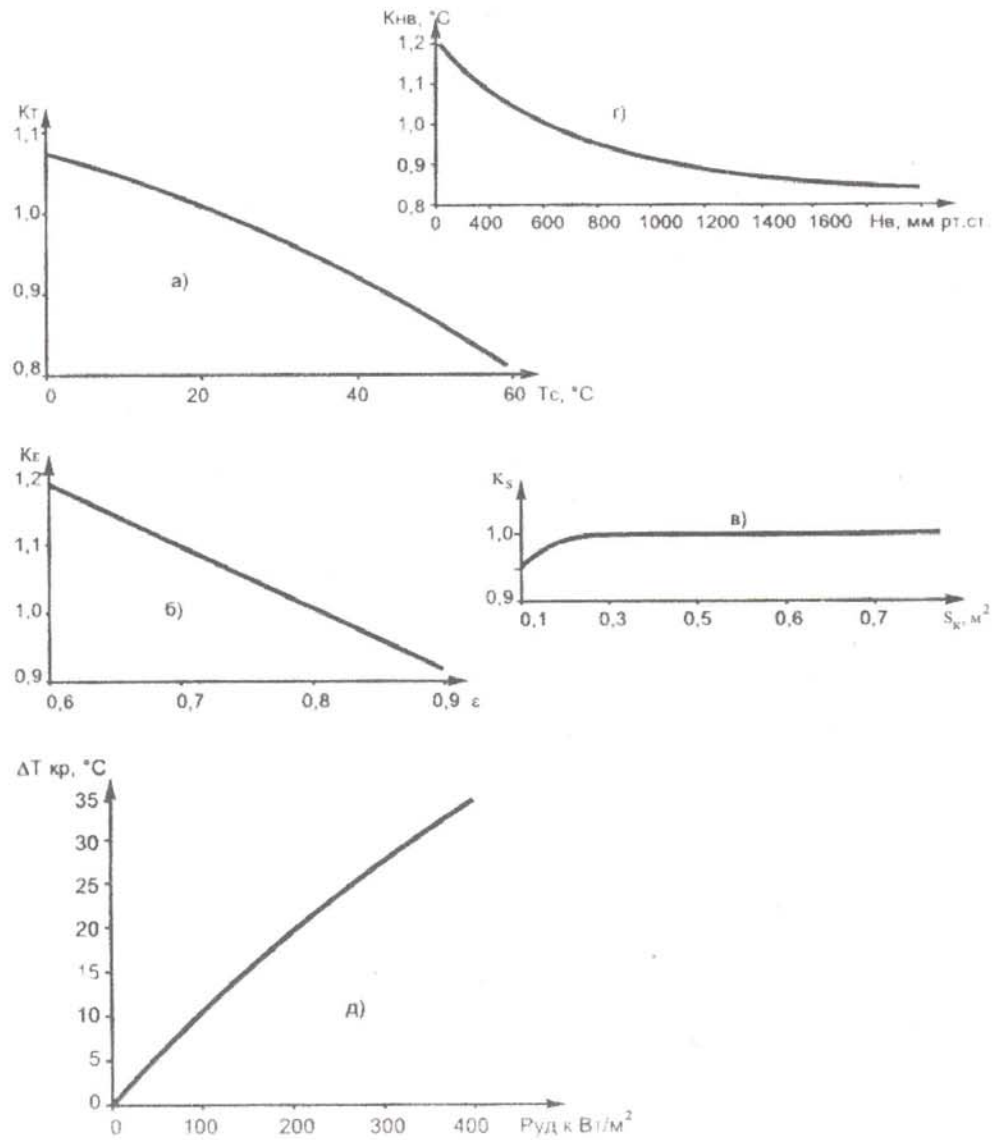 Кнв, °С
1,2
1,1
1,0
0,9
0,8
г)
0 400 600 800 1000 1200 1400 1600 Нв, мм рт.ст.
Кт
1,1
1,0
0,9
0,8
а)
0 20 40 60 Тс, °С
Кε
1,2
1,1
1,0
0,9
б)
0,6 0,7 0,8 0,9 ε
Ks
1,0
0,9
в)
0,1 0,3 0,5 0,6 0,7 Sк, м²
ΔТ кр, °С
35
30
25
20
15
10
5
0
д)
0 100 200 300 400 Руд к Вт/м²